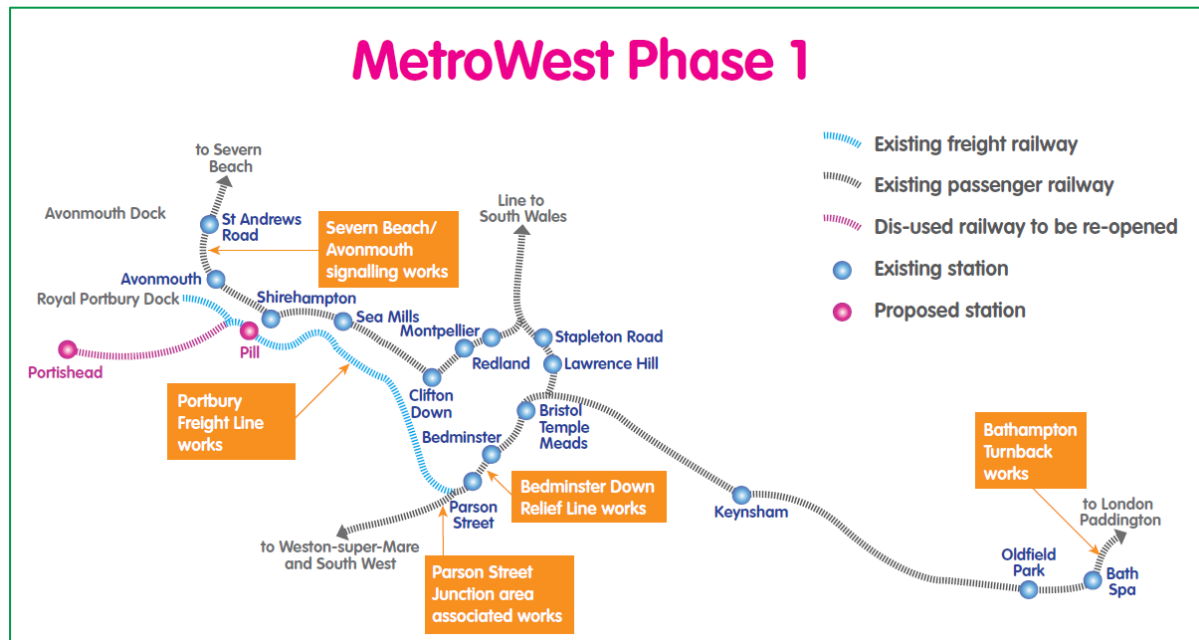 MetroWest Phase 1
Existing freight railway
Existing passenger railway
Dis-used railway to be re-opened
Existing station
Proposed station
to Severn
Beach
Avonmouth Dock
St Andrews
Road
Severn Beach/
Avonmouth
signalling works
Line to
South Wales
Avonmouth
Royal Portbury Dock
Shirehampton
Sea Mills
Montpellier
Stapleton Road
Redland
Lawrence Hill
Pill
Portishead
Clifton
Down
Portbury
Freight Line
works
Bristol
Temple
Meads
Bedminster
Bathampton
Turnback
works
Parson
Street
Bedminster Down
Relief Line works
Keynsham
to London
Paddington
to Weston-super-Mare
and South West
Parson Street
Junction area
associated works
Oldfield
Park
Bath
Spa